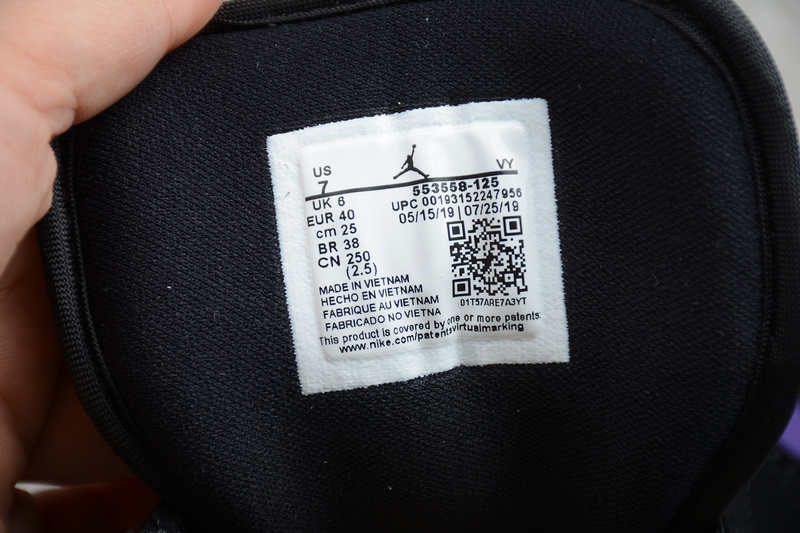 US VY
7 553558-125
UK 6 UPC 00193152247956
EUR 40 05/15/19 | 07/25/19
cm 25
BR 38
CN 250
(2.5)
MADE IN VIETNAM
HECHO EN VIETNAM
FABRIQUE AU VIETNAM
FABRICADO NO VIETNA
01T57ARE7A3YT
This product is covered by one or more patents
www.nike.com/patentsvirtualmarking